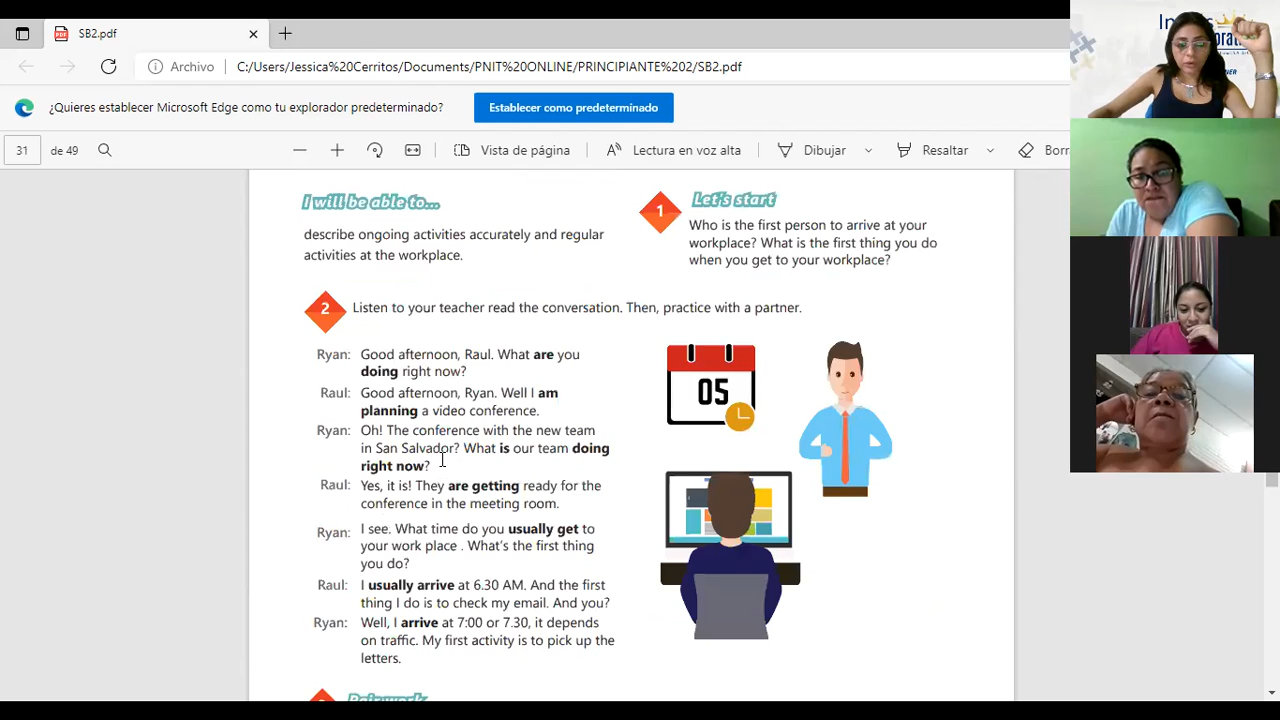 SB2.pdf
Archivo
C:/Users/Jessica%20Cerritos/Documents/PNIT%20ONLINE/PRINCIPIANTE%202/SB2.pdf
¿Quieres establecer Microsoft Edge como tu explorador predeterminado?
Establecer como predeterminado
31
de 49
Vista de página
Lectura en voz alta
Dibujar
Resaltar
I will be able to...
describe ongoing activities accurately and regular
activities at the workplace.
1
Let's start
Who is the first person to arrive at your
workplace? What is the first thing you do
when you get to your workplace?
2
Listen to your teacher read the conversation. Then, practice with a partner.
Ryan: Good afternoon, Raul. What are you
doing right now?
Raul: Good afternoon, Ryan. Well I am
planning a video conference.
Ryan: Oh! The conference with the new team
in San Salvador? What is our team doing
right now?
Raul: Yes, it is! They are getting ready for the
conference in the meeting room.
Ryan: I see. What time do you usually get to
your work place . What's the first thing
you do?
Raul: I usually arrive at 6.30 AM. And the first
thing I do is to check my email. And you?
Ryan: Well, I arrive at 7:00 or 7.30, it depends
on traffic. My first activity is to pick up the
letters.
05